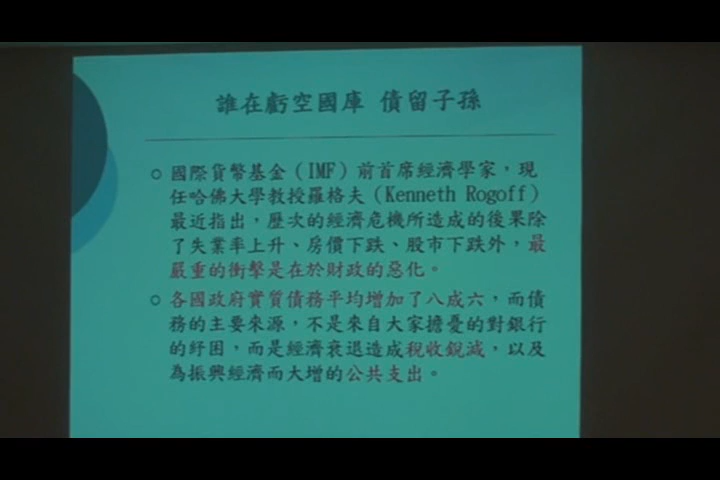 誰在虧空國庫 債留子孫
○ 國際貨幣基金（IMF）前首席經濟學家，現
任哈佛大學教授羅格夫（Kenneth Rogoff）
最近指出，歷次的經濟危機所造成的後果除
了失業率上升、房價下跌、股市下跌外，最
嚴重的衝擊是在於財政的惡化。
○ 各國政府實質債務平均增加了八成六，而債
務的主要來源，不是來自大家擔憂的對銀行
的紓困，而是經濟衰退造成稅收銳減，以及
為振興經濟而大增的公共支出。